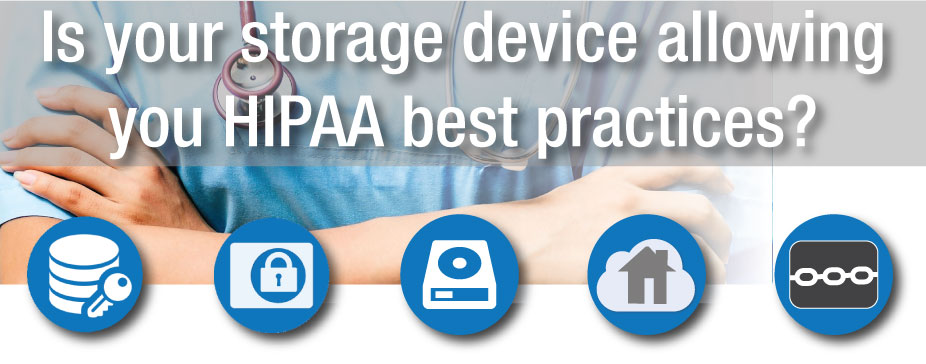 Is your storage device allowing
you HIPAA best practices?